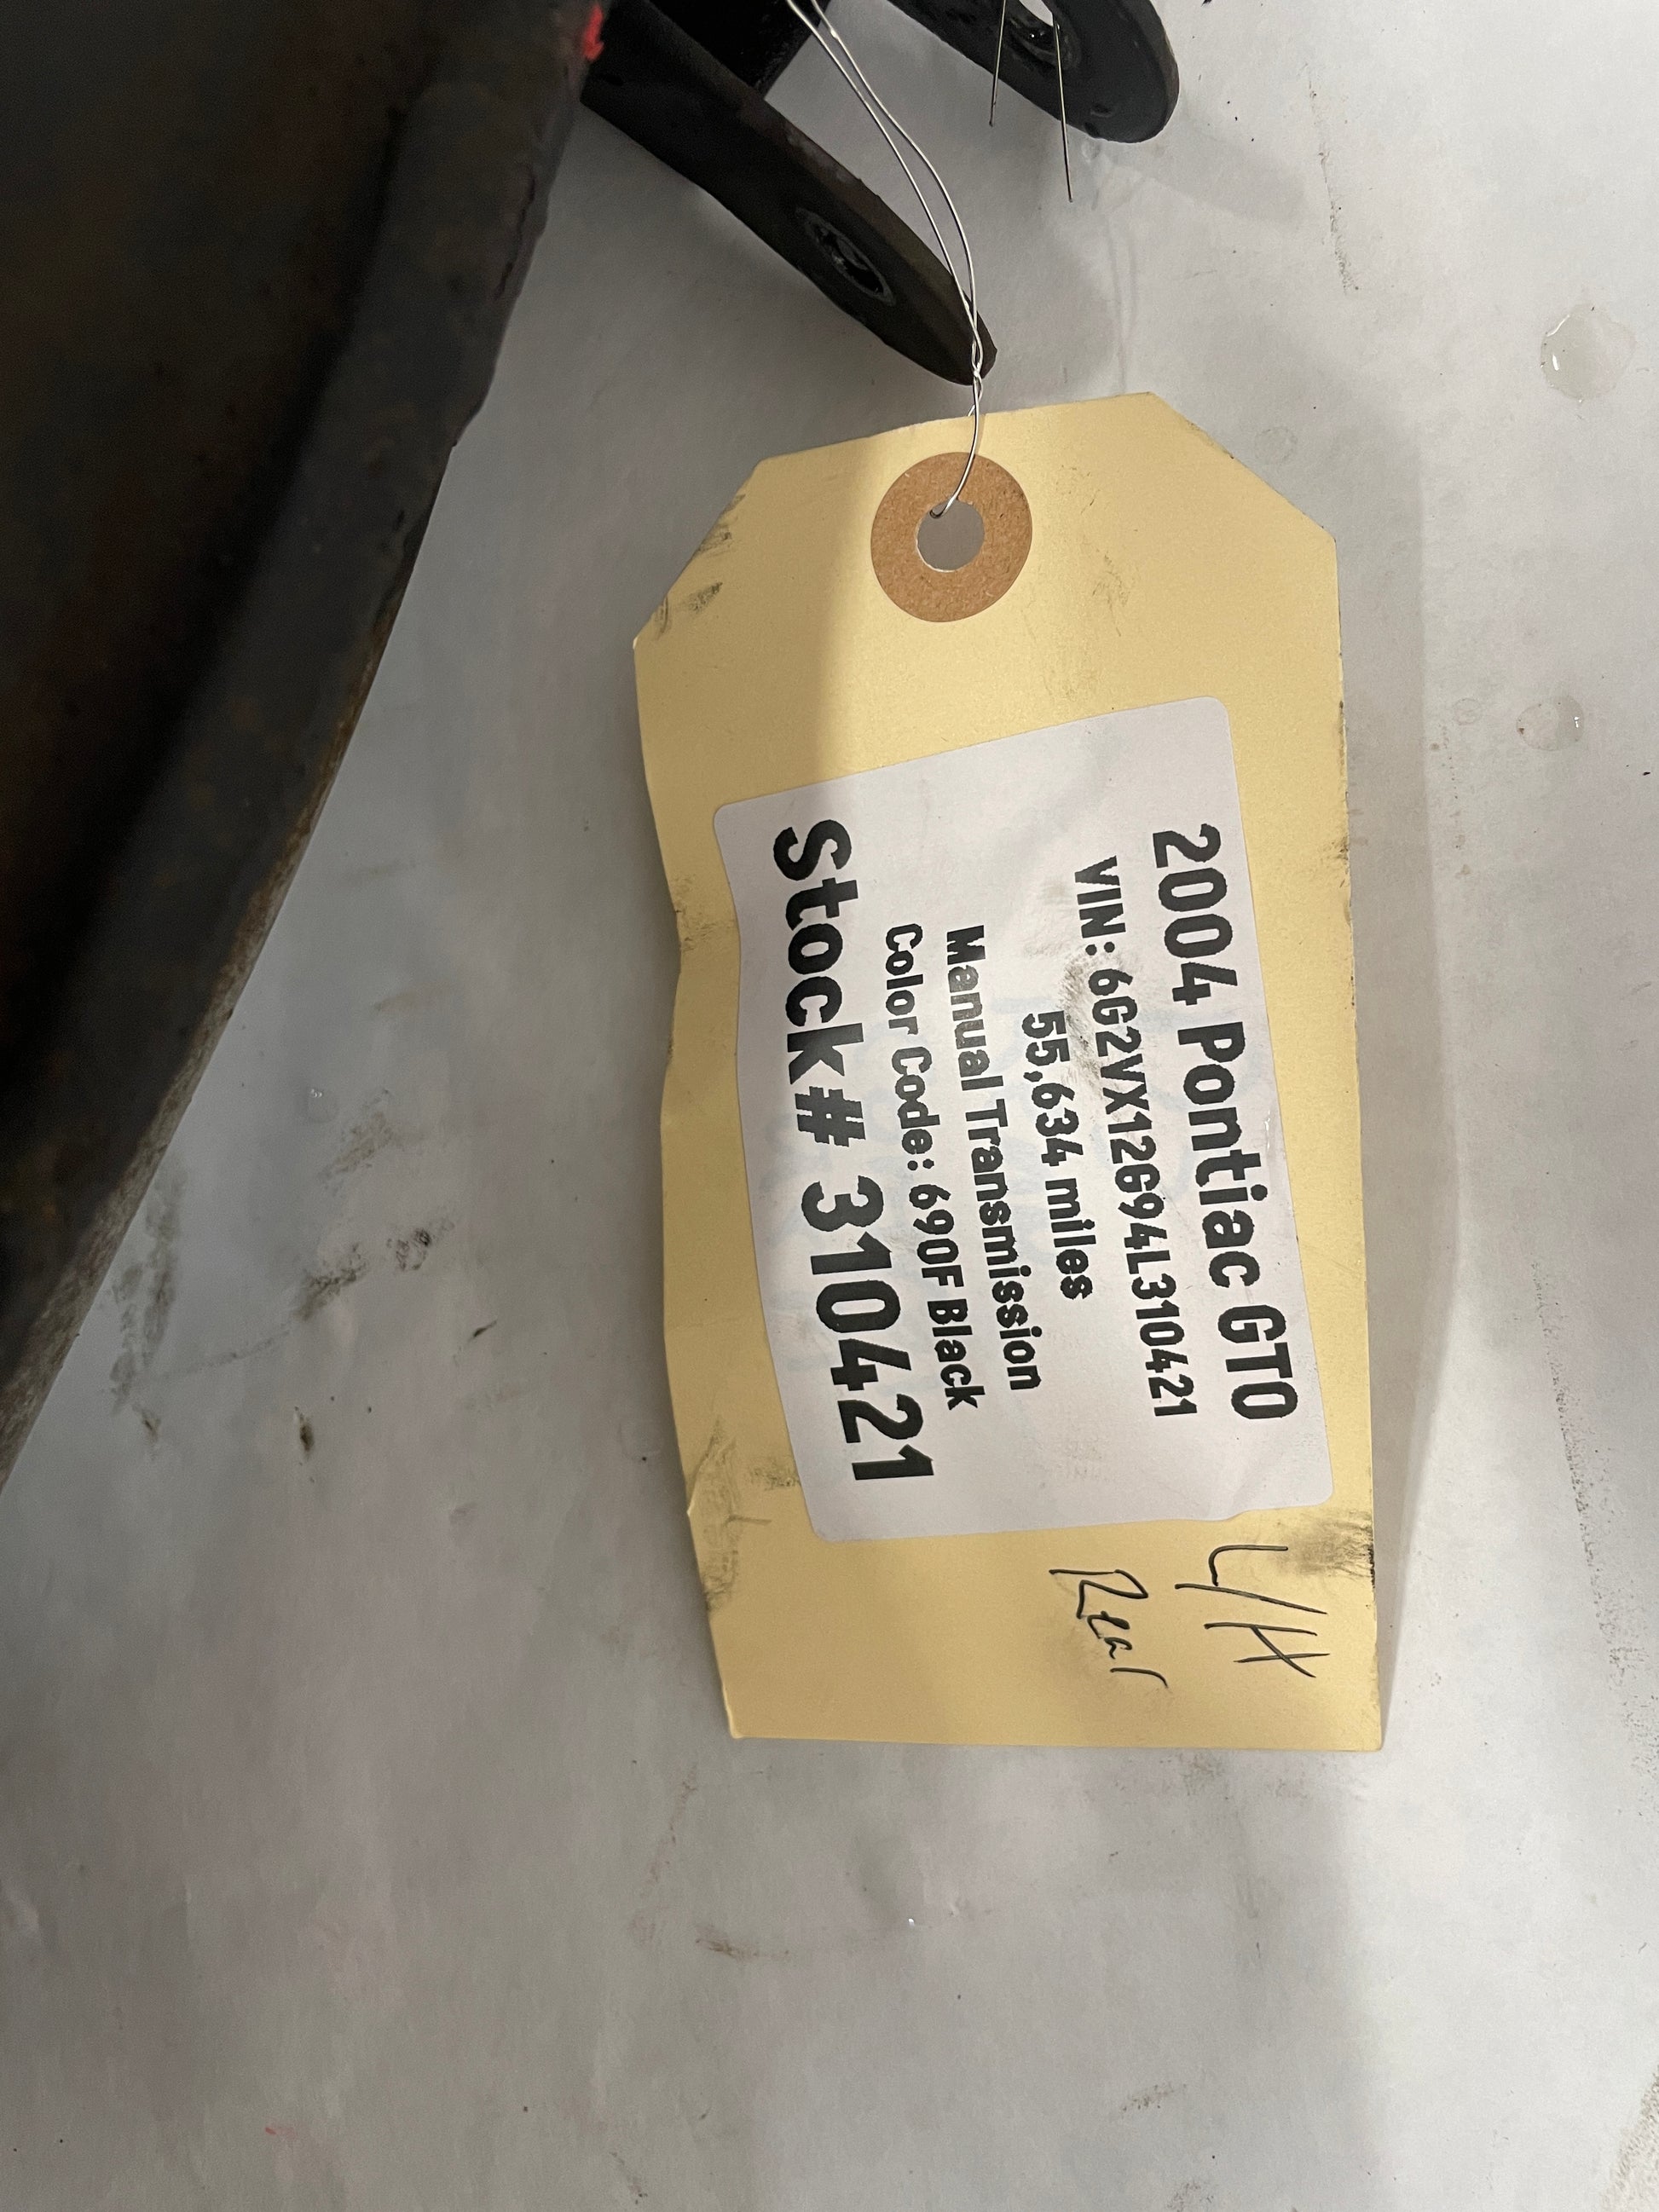 2004 Pontiac GTO
VIN: 6G2VX12G94L310421
55,634 miles
Manual Transmission
Color Code: 690F Black
Stock# 310421
L/H
Rear